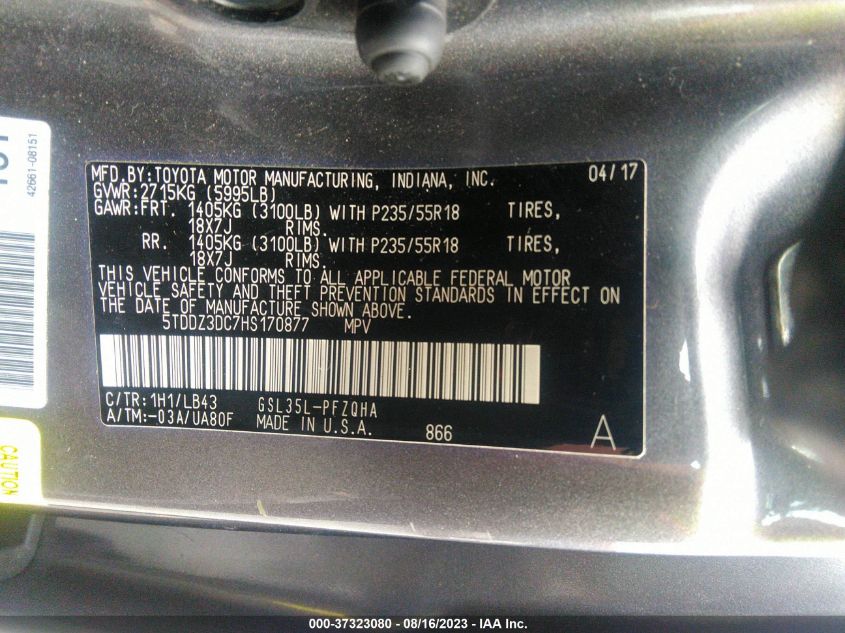 MFD. BY: TOYOTA MOTOR MANUFACTURING, INDIANA, INC. 04/17
GVWR: 2715KG (5995LB)
GAWR: FRT. 1405KG (3100LB) WITH P235/55R18 TIRES,
18X7J RIMS.
RR. 1405KG (3100LB) WITH P235/55R18 TIRES,
18X7J RIMS.
THIS VEHICLE CONFORMS TO ALL APPLICABLE FEDERAL MOTOR
VEHICLE SAFETY AND THEFT PREVENTION STANDARDS IN EFFECT ON
THE DATE OF MANUFACTURE SHOWN ABOVE.
5TDDZ3DC7HS170877 MPV
C/TR: 1H1/LB43 GSL35L-PFZQHA
A/TM: -03A/UA80F MADE IN U.S.A. 866 A
42661-08151
CAUTION
000-37323080 - 08/16/2023 - IAA Inc.